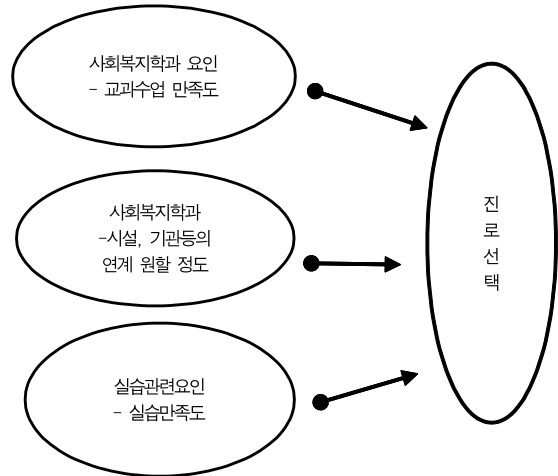 사회복지학과 요인
- 교과수업 만족도
사회복지학과
-시설, 기관등의
연계 원할 정도
실습관련요인
- 실습만족도
진
로
선
택